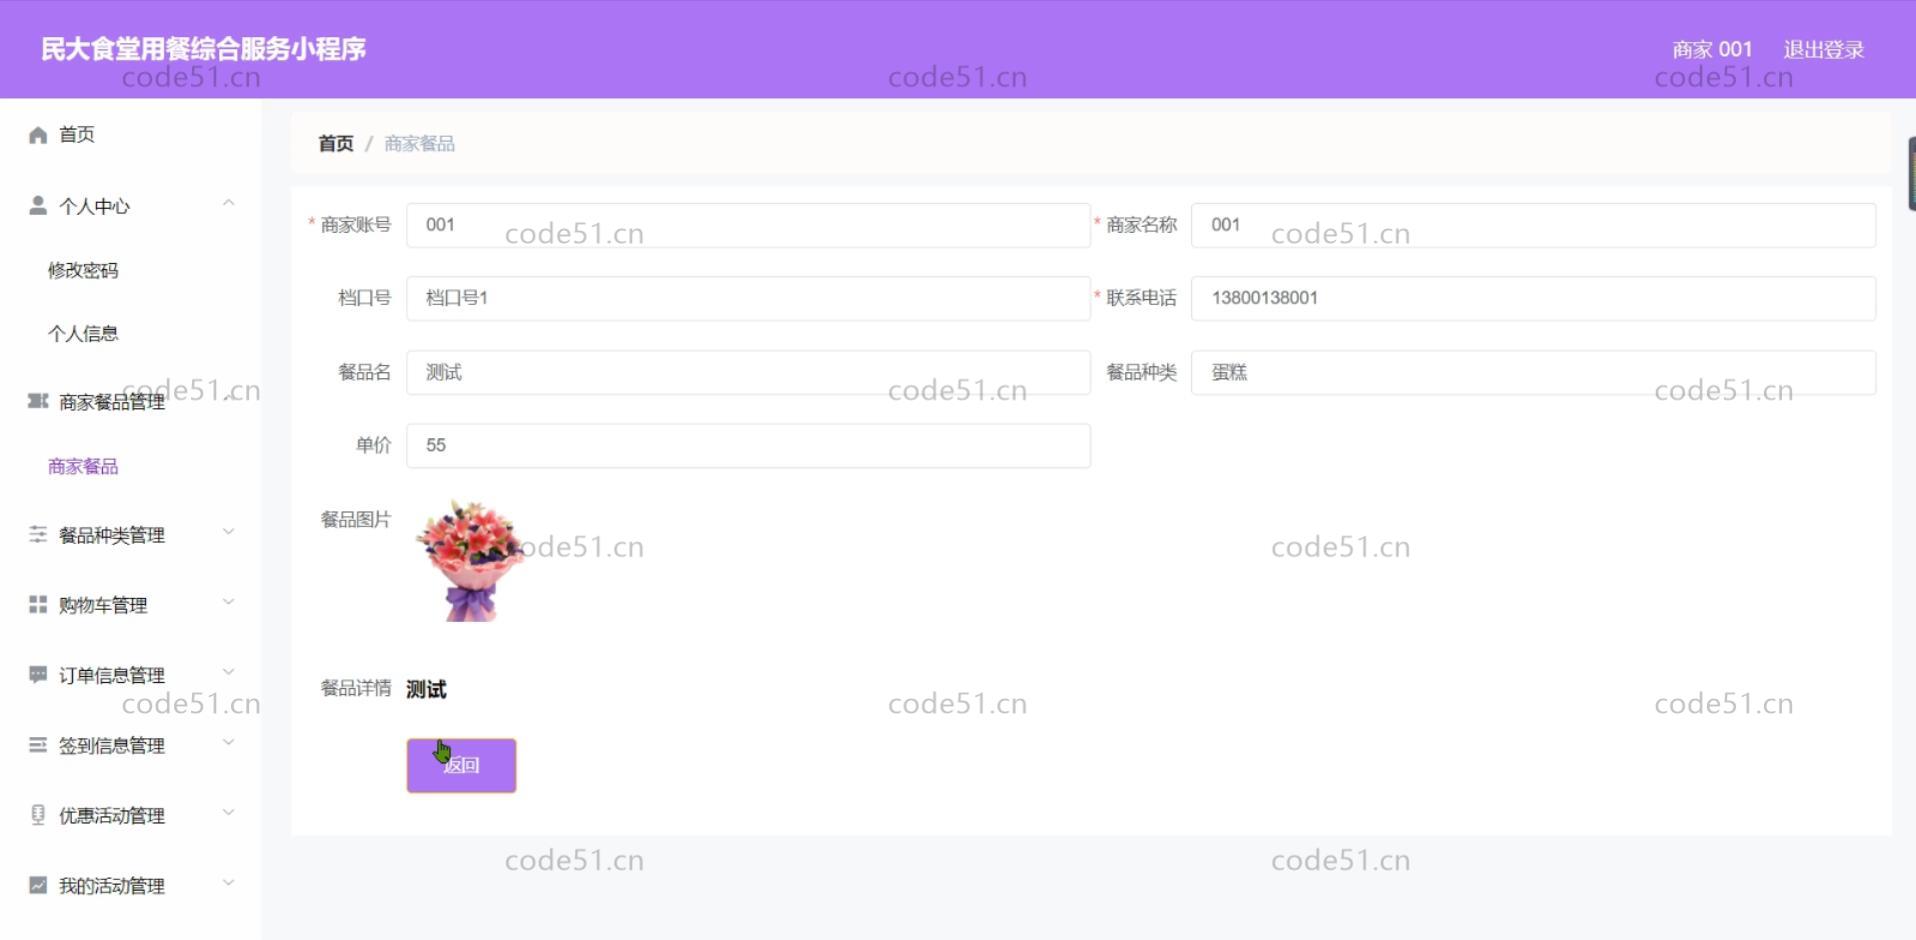 民大食堂用餐综合服务小程序
商家 001
退出登录
code51.cn code51.cn code51.cn
首页
个人中心
修改密码
个人信息
商家餐品管理
商家餐品
餐品种类管理
购物车管理
订单信息管理
签到信息管理
优惠活动管理
我的活动管理
首页 / 商家餐品
* 商家账号 001
* 商家名称 001
code51.cn code51.cn
档口号 档口号1
* 联系电话 13800138001
餐品名 测试
餐品种类 蛋糕
code51.cn code51.cn code51.cn
单价 55
餐品图片
ode51.cn code51.cn
餐品详情 测试
code51.cn code51.cn code51.cn
返回
code51.cn code51.cn